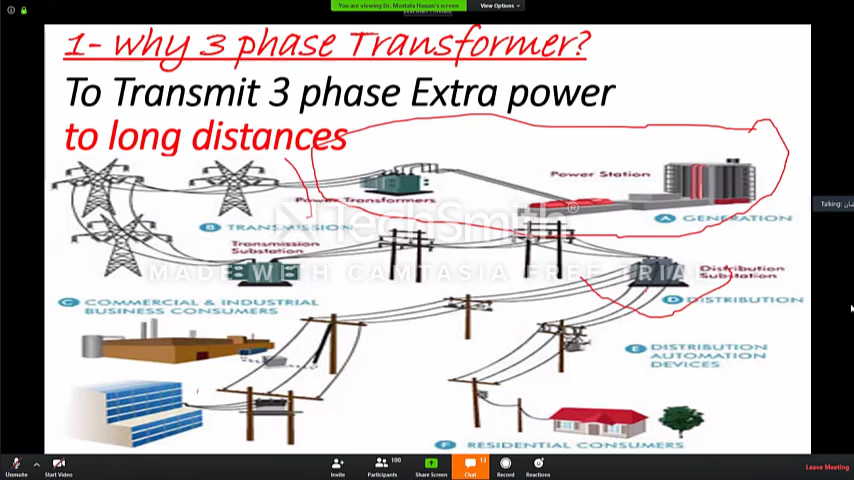 You are viewing Dr. Mostafa Hassan's screen
View Options
1- why 3 phase Transformer?
To Transmit 3 phase Extra power
to long distances
Power Station
Power Transformers
A GENERATION
B TRANSMISSION
Transmission
Substation
TechSmith®
MADE WITH CAMTASIA FREE TRIAL
Distribution
Substation
C COMMERCIAL & INDUSTRIAL
BUSINESS CONSUMERS
D DISTRIBUTION
E DISTRIBUTION
AUTOMATION
DEVICES
F RESIDENTIAL CONSUMERS
Talking:
100
13
Unmute
Start Video
Invite
Participants
Share Screen
Chat
Record
Reactions
Leave Meeting